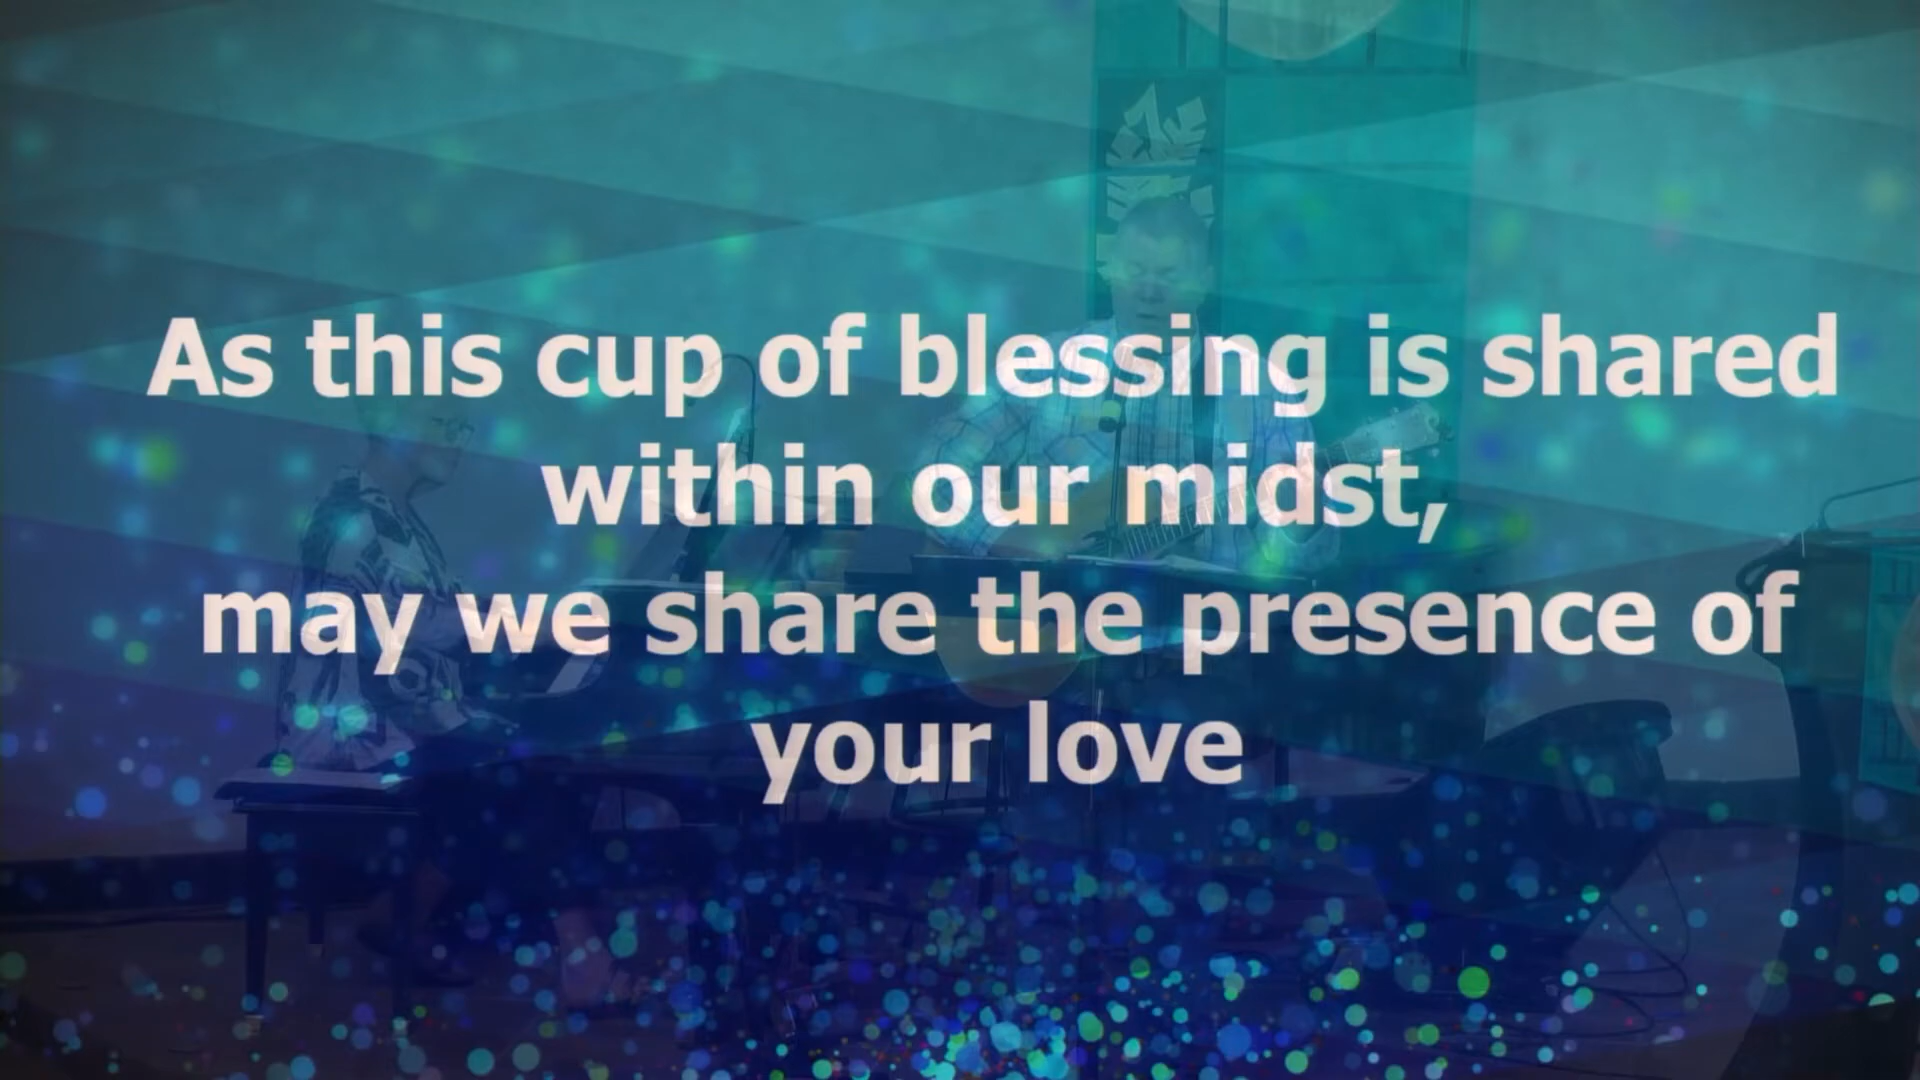 As this cup of blessing is shared
within our midst,
may we share the presence of
your love